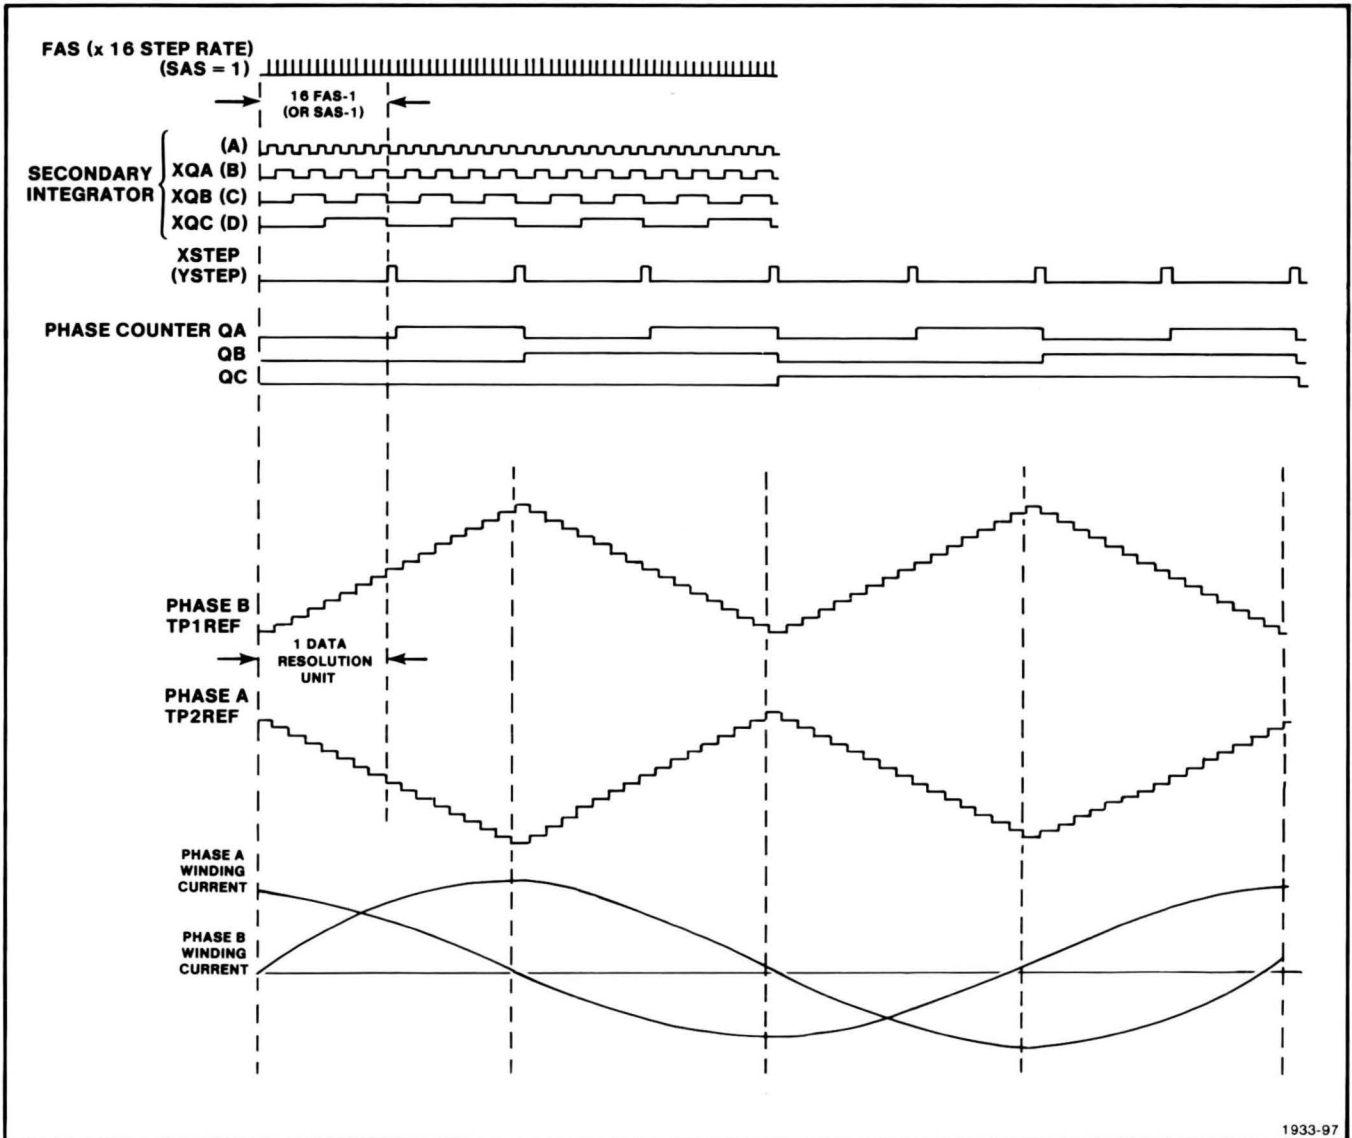 FAS (x 16 STEP RATE)
(SAS = 1)
16 FAS-1
(OR SAS-1)
SECONDARY
INTEGRATOR
(A)
XQA (B)
XQB (C)
XQC (D)
XSTEP
(YSTEP)
PHASE COUNTER QA
QB
QC
PHASE B
TP1REF
1 DATA
RESOLUTION
UNIT
PHASE A
TP2REF
PHASE A
WINDING
CURRENT
PHASE B
WINDING
CURRENT
1933-97